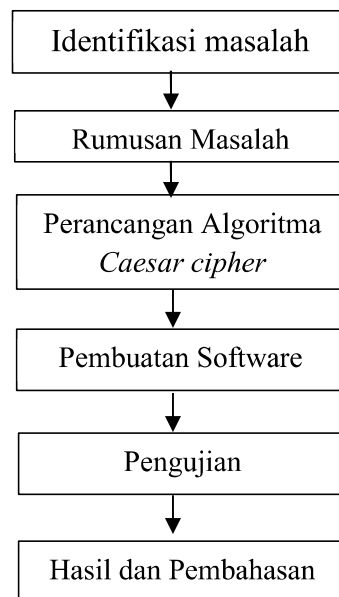 Identifikasi masalah
Rumusan Masalah
Perancangan Algoritma
Caesar cipher
Pembuatan Software
Pengujian
Hasil dan Pembahasan